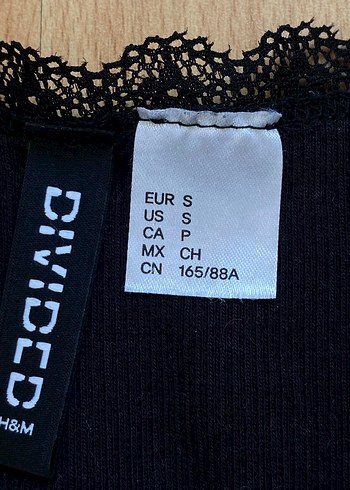 DIVIDED
H&M
EUR S
US S
CA P
MX CH
CN 165/88A